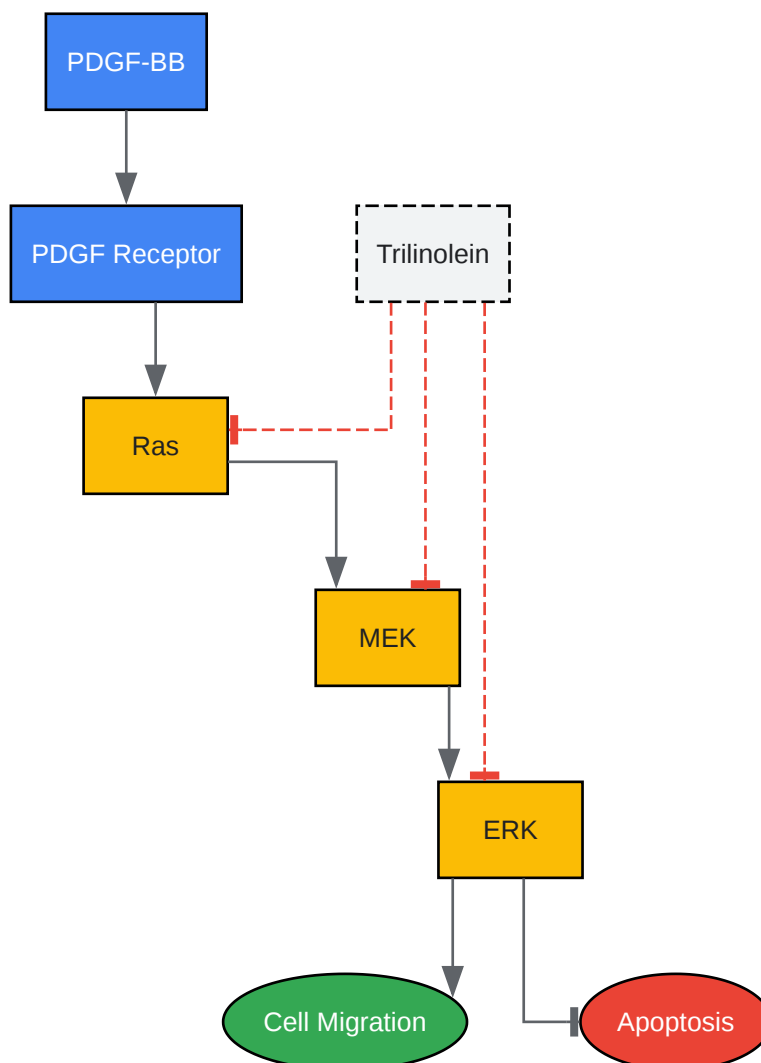 PDGF-BB
PDGF Receptor
Trilinolein
Ras
MEK
ERK
Cell Migration
Apoptosis